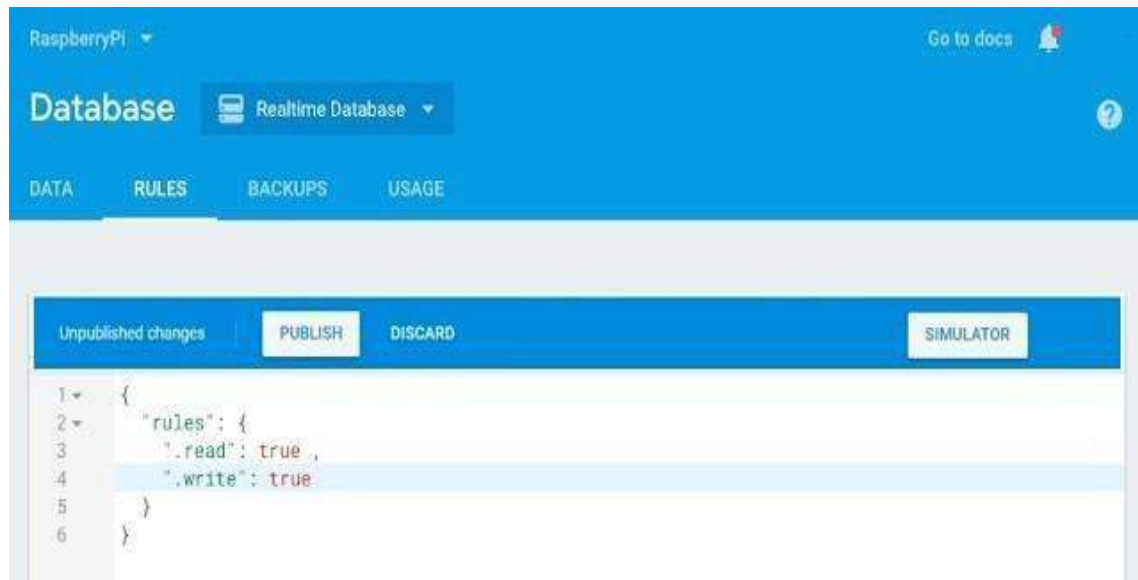 RaspberryPi Go to docs
Database Realtime Database
DATA RULES BACKUPS USAGE
Unpublished changes PUBLISH DISCARD SIMULATOR
1 {
2 "rules": {
3 ".read": true ,
4 ".write": true
5 }
6 }